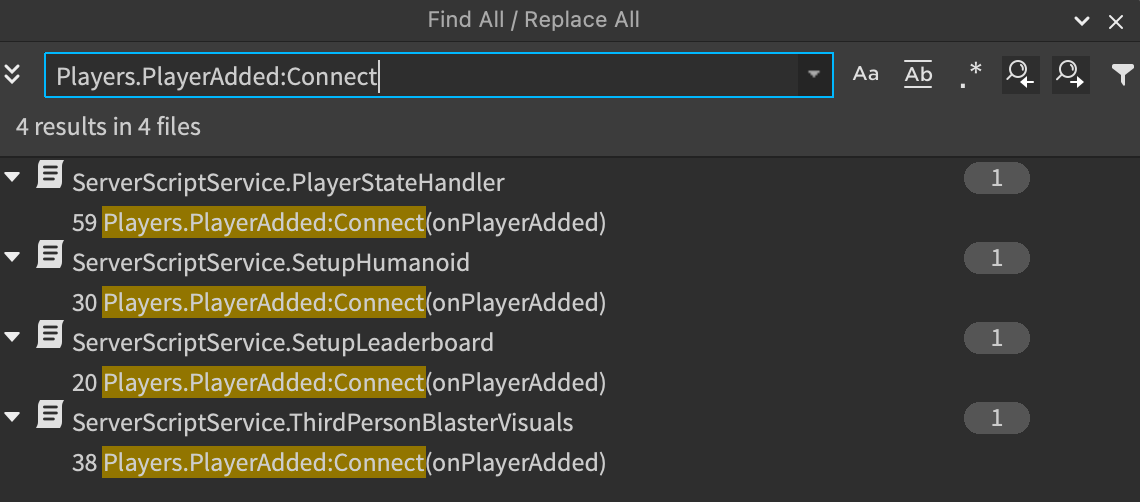 Find All / Replace All
Players.PlayerAdded:Connect
Aa
Ab
.*
4 results in 4 files
ServerScriptService.PlayerStateHandler 1
59 Players.PlayerAdded:Connect(onPlayerAdded)
ServerScriptService.SetupHumanoid 1
30 Players.PlayerAdded:Connect(onPlayerAdded)
ServerScriptService.SetupLeaderboard 1
20 Players.PlayerAdded:Connect(onPlayerAdded)
ServerScriptService.ThirdPersonBlasterVisuals 1
38 Players.PlayerAdded:Connect(onPlayerAdded)